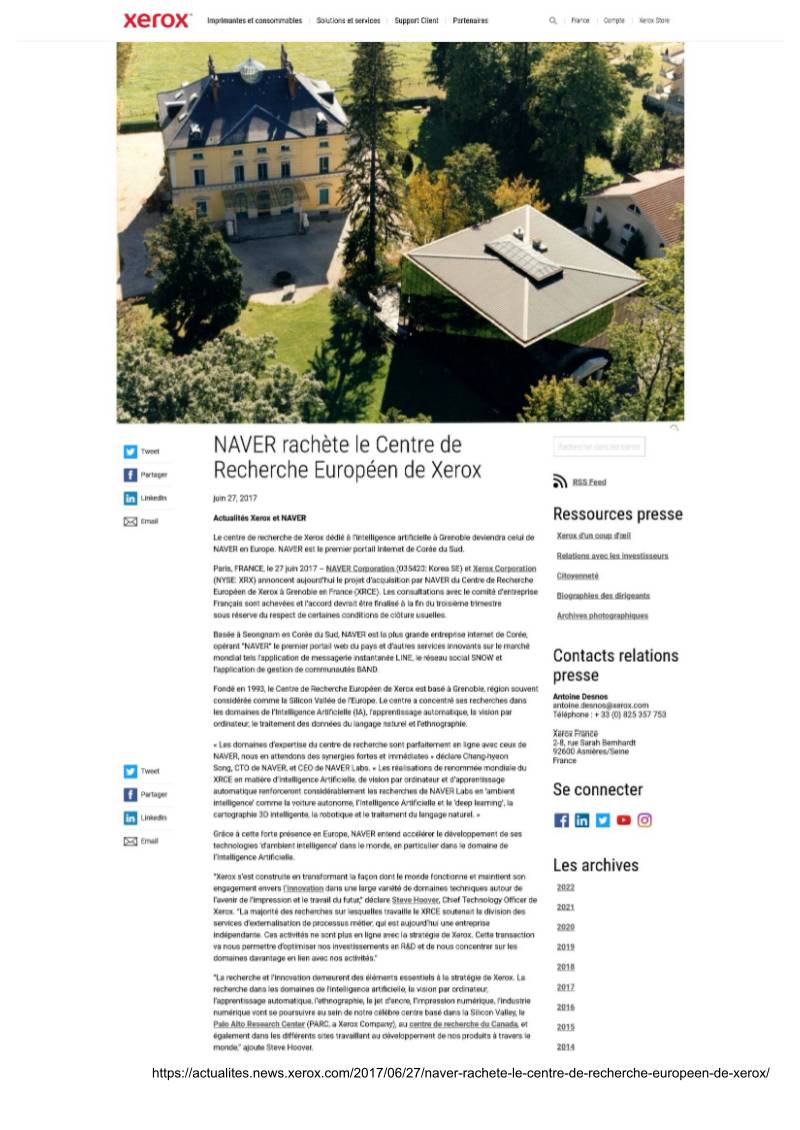 xerox
Imprimantes et consommables | Solutions et services | Support Client | Partenaires
France | Compte | Xerox Store
Tweet
Partager
LinkedIn
Email
NAVER rachète le Centre de
Recherche Européen de Xerox
juin 27, 2017
Actualités Xerox et NAVER
Le centre de recherche de Xerox dédié à l'intelligence artificielle à Grenoble deviendra celui de
NAVER en Europe. NAVER est le premier portail Internet de Corée du Sud.
Paris, FRANCE, le 27 juin 2017 – NAVER Corporation (035423: Korea SE) et Xerox Corporation
(NYSE: XRX) annoncent aujourd'hui le projet d'acquisition par NAVER du Centre de Recherche
Européen de Xerox à Grenoble en France (XRCE). Les consultations avec le comité d'entreprise
Français sont achevées et l'accord devrait être finalisé à la fin du troisième trimestre
sous réserve du respect de certaines conditions de clôture usuelles.
Basée à Seongnam en Corée du Sud, NAVER est la plus grande entreprise internet de Corée,
opérant "NAVER" le premier portail web du pays et d'autres services innovants sur le marché
mondial tels l'application de messagerie instantanée LINE, le réseau social SNOW et
l'application de gestion de communautés BAND.
Fondé en 1993, le Centre de Recherche Européen de Xerox est basé à Grenoble, région souvent
considérée comme la Silicon Vallée de l'Europe. Le centre a concentré ses recherches dans
les domaines de l'Intelligence Artificielle (IA), l'apprentissage automatique, la vision par
ordinateur, le traitement des données du langage naturel et l'ethnographie.
« Les domaines d'expertise du centre de recherche sont parfaitement en ligne avec ceux de
NAVER, nous en attendons des synergies fortes et immédiates » déclare Chang-hyeon
Song, CTO de NAVER, et CEO de NAVER Labs. « Les réalisations de renommée mondiale du
XRCE en matière d'Intelligence Artificielle, de vision par ordinateur et d'apprentissage
automatique renforceront considérablement les recherches de NAVER Labs en 'ambient
intelligence' comme la voiture autonome, l'Intelligence Artificielle et le 'deep learning', la
cartographie 3D intelligente, la robotique et le traitement du langage naturel. »
Grâce à cette forte présence en Europe, NAVER entend accélérer le développement de ses
technologies 'd'ambient intelligence' dans le monde, en particulier dans le domaine de
l'Intelligence Artificielle.
"Xerox s'est construite en transformant la façon dont le monde fonctionne et maintient son
engagement envers l'innovation dans une large variété de domaines techniques autour de
l'avenir de l'impression et le travail du futur," déclare Steve Hoover, Chief Technology Officer de
Xerox. "La majorité des recherches sur lesquelles travaille le XRCE soutenait la division des
services d'externalisation de processus métier, qui est aujourd'hui une entreprise
indépendante. Ces activités ne sont plus en ligne avec la stratégie de Xerox. Cette transaction
va nous permettre d'optimiser nos investissements en R&D et de nous concentrer sur les
domaines davantage en lien avec nos activités."
"La recherche et l'innovation demeurent des éléments essentiels à la stratégie de Xerox. La
recherche dans les domaines de l'intelligence artificielle, la vision par ordinateur,
l'apprentissage automatique, l'ethnographie, le jet d'encre, l'impression numérique, l'industrie
numérique vont se poursuivre au sein de notre célèbre centre basé dans la Silicon Valley, le
Palo Alto Research Center (PARC, a Xerox Company), au centre de recherche du Canada, et
également dans les différents sites travaillant au développement de nos produits à travers le
monde," ajoute Steve Hoover.
Tweet
Partager
LinkedIn
Email
RSS Feed
Ressources presse
Xerox d'un coup d'œil
Relations avec les investisseurs
Citoyenneté
Biographies des dirigeants
Archives photographiques
Contacts relations
presse
Antoine Desnos
antoine.desnos@xerox.com
Téléphone : + 33 (0) 825 357 753
Xerox France
2-8, rue Sarah Bernhardt
92600 Asnières/Seine
France
Se connecter
Les archives
2022
2021
2020
2019
2018
2017
2016
2015
2014
https://actualites.news.xerox.com/2017/06/27/naver-rachete-le-centre-de-recherche-europeen-de-xerox/